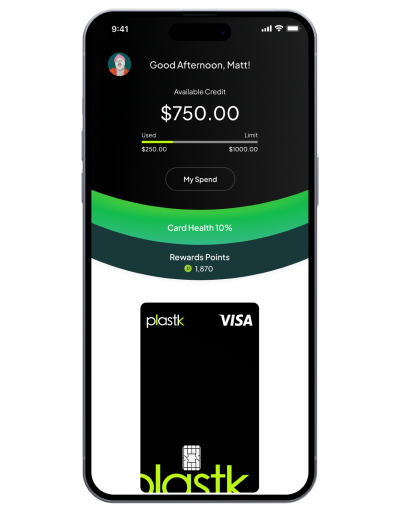 9:41
Good Afternoon, Matt!
Available Credit
$750.00
Used Limit
$250.00 $1000.00
My Spend
Card Health 10%
Rewards Points
1,870
plastk VISA
plastk